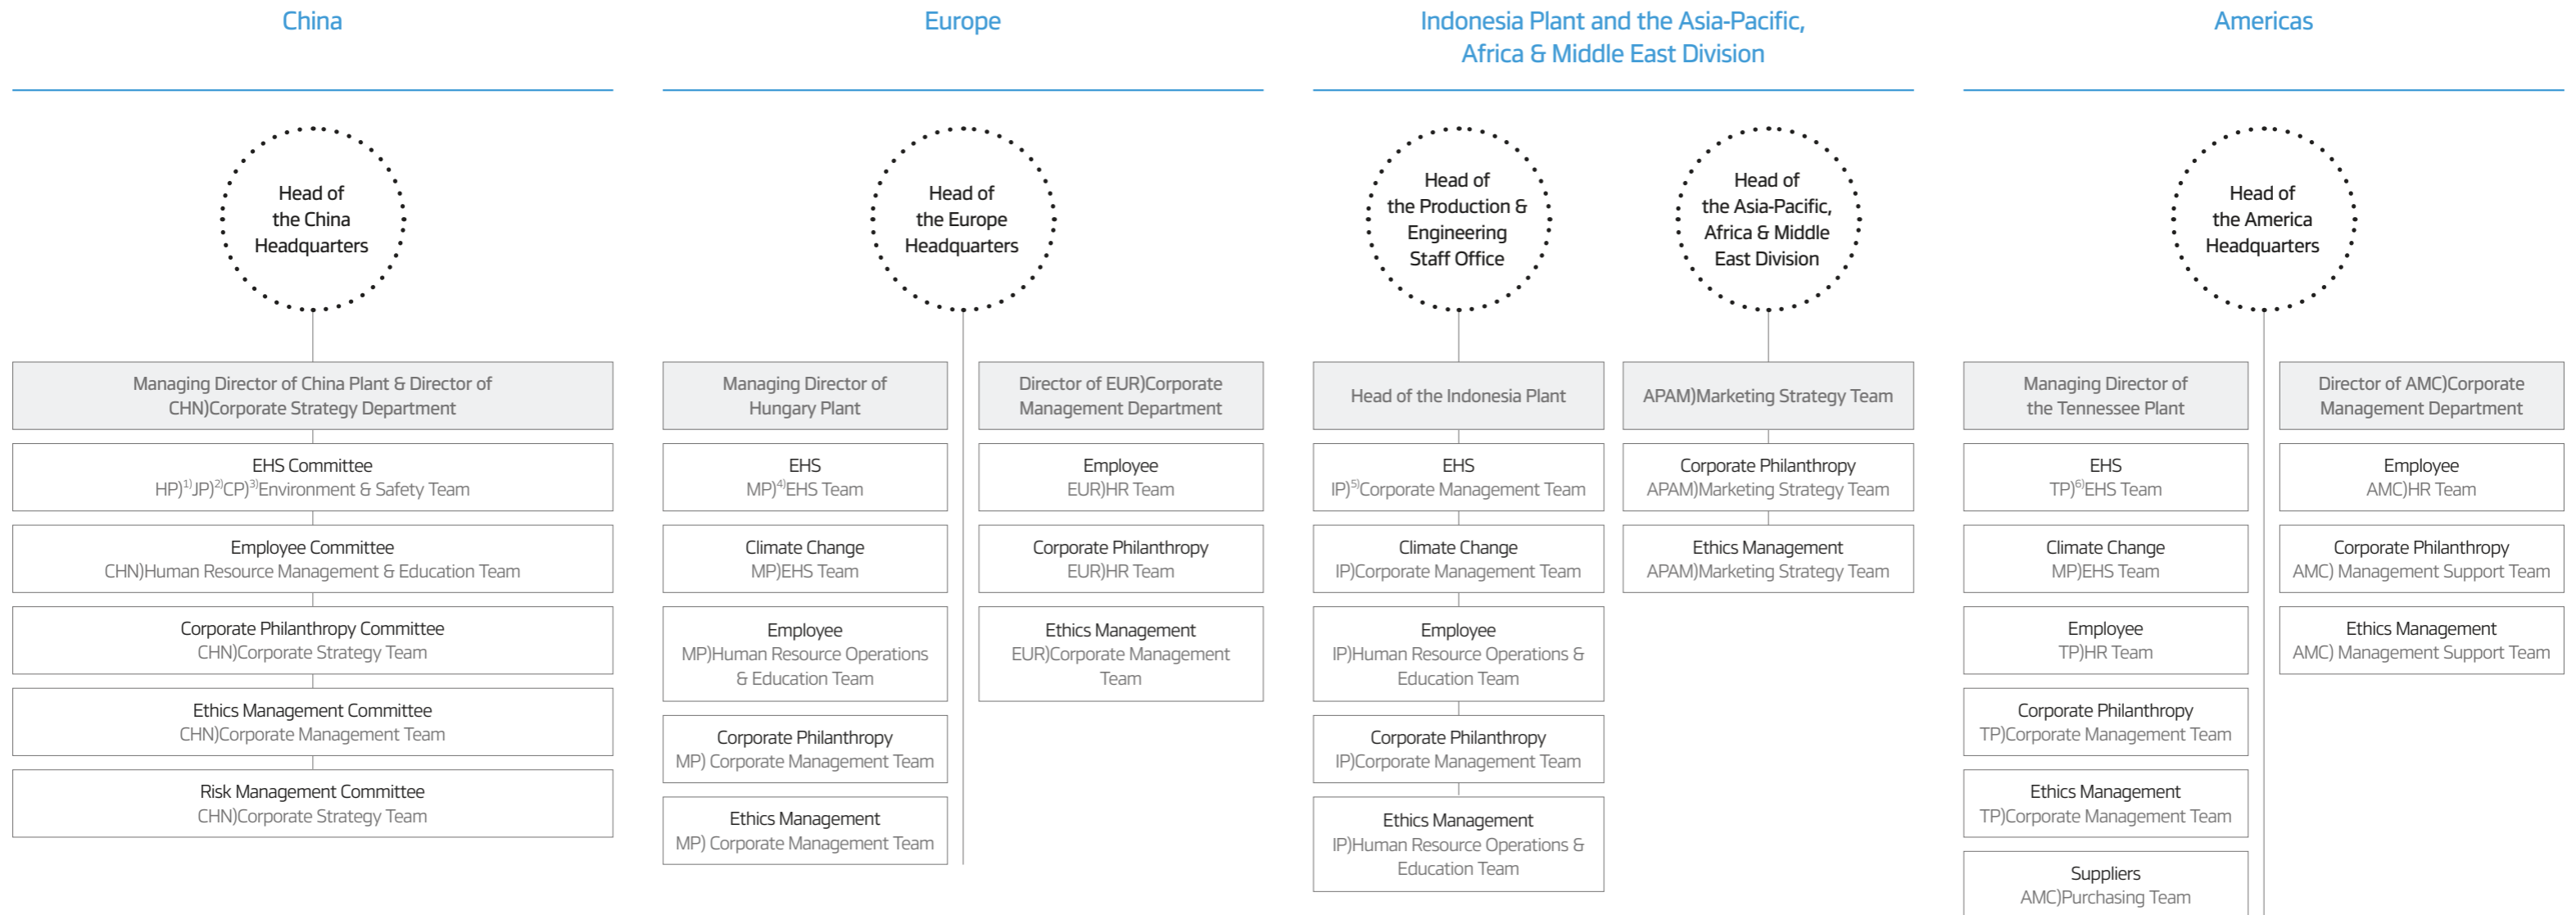 China
Head of
the China
Headquarters
Managing Director of China Plant & Director of
CHN)Corporate Strategy Department
EHS Committee
HP)1)JP)2)CP)3)Environment & Safety Team
Employee Committee
CHN)Human Resource Management & Education Team
Corporate Philanthropy Committee
CHN)Corporate Strategy Team
Ethics Management Committee
CHN)Corporate Management Team
Risk Management Committee
CHN)Corporate Strategy Team
Europe
Head of
the Europe
Headquarters
Managing Director of
Hungary Plant
EHS
MP)4)EHS Team
Climate Change
MP)EHS Team
Employee
MP)Human Resource Operations
& Education Team
Corporate Philanthropy
MP) Corporate Management Team
Ethics Management
MP) Corporate Management Team
Director of EUR)Corporate
Management Department
Employee
EUR)HR Team
Corporate Philanthropy
EUR)HR Team
Ethics Management
EUR)Corporate Management
Team
Indonesia Plant and the Asia-Pacific,
Africa & Middle East Division
Head of
the Production &
Engineering
Staff Office
Head of the Indonesia Plant
EHS
IP)5)Corporate Management Team
Climate Change
IP)Corporate Management Team
Employee
IP)Human Resource Operations &
Education Team
Corporate Philanthropy
IP)Corporate Management Team
Ethics Management
IP)Human Resource Operations &
Education Team
Head of
the Asia-Pacific,
Africa & Middle
East Division
APAM)Marketing Strategy Team
Corporate Philanthropy
APAM)Marketing Strategy Team
Ethics Management
APAM)Marketing Strategy Team
Americas
Head of
the America
Headquarters
Managing Director of
the Tennessee Plant
EHS
TP)6)EHS Team
Climate Change
MP)EHS Team
Employee
TP)HR Team
Corporate Philanthropy
TP)Corporate Management Team
Ethics Management
TP)Corporate Management Team
Suppliers
AMC)Purchasing Team
Director of AMC)Corporate
Management Department
Employee
AMC)HR Team
Corporate Philanthropy
AMC) Management Support Team
Ethics Management
AMC) Management Support Team